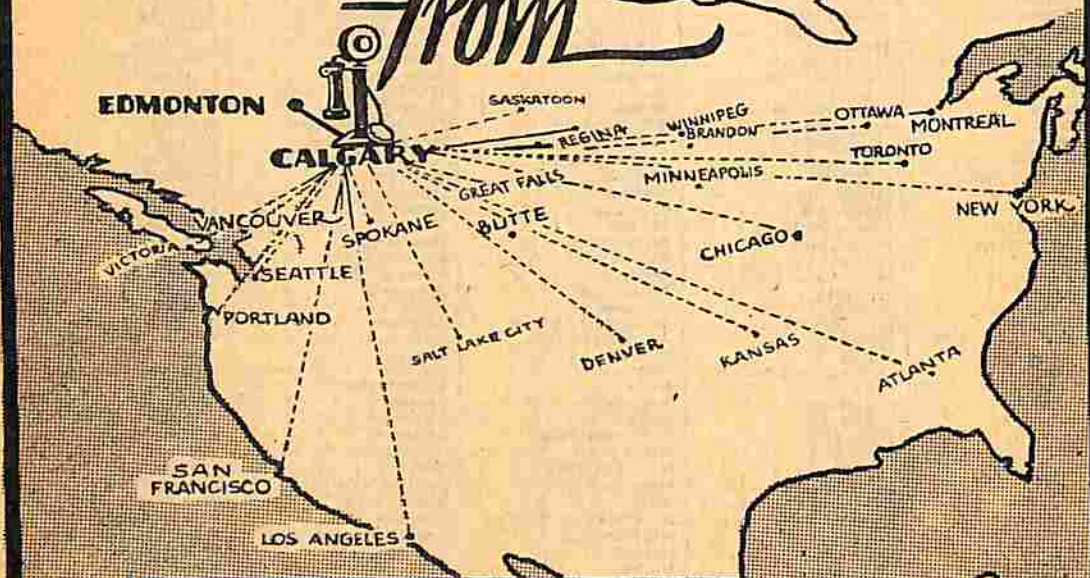 from
EDMONTON
SASKATOON
CALGARY
REGINA
WINNIPEG
BRANDON
OTTAWA
MONTREAL
TORONTO
GREAT FALLS
MINNEAPOLIS
NEW YORK
VANCOUVER
VICTORIA
SPOKANE
BUTTE
CHICAGO
SEATTLE
PORTLAND
SALT LAKE CITY
DENVER
KANSAS
ATLANTA
SAN
FRANCISCO
LOS ANGELES